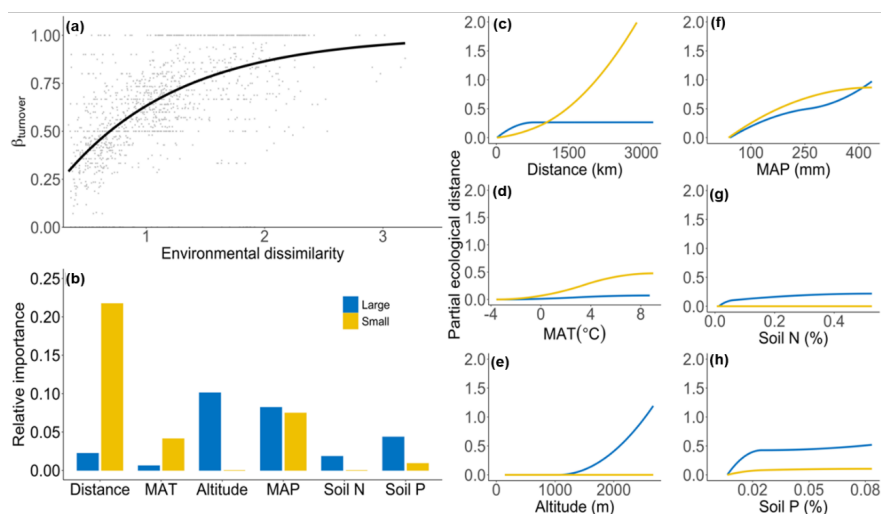 (a)
1.00
0.75
0.50
0.25
0.00
βturnover
1 2 3
Environmental dissimilarity
(b)
0.25
0.20
0.15
0.10
0.05
0.00
Relative importance
Large
Small
Distance MAT Altitude MAP Soil N Soil P
Partial ecological distance
(c)
2.0
1.5
1.0
0.5
0
0 1500 3000
Distance (km)
(d)
2.0
1.5
1.0
0.5
0
-4 0 4 8
MAT(°C)
(e)
2.0
1.5
1.0
0.5
0
0 1000 2000
Altitude (m)
(f)
2.0
1.5
1.0
0.5
0
100 250 400
MAP (mm)
(g)
2.0
1.5
1.0
0.5
0
0.0 0.2 0.4
Soil N (%)
(h)
2.0
1.5
1.0
0.5
0
0.02 0.05 0.08
Soil P (%)